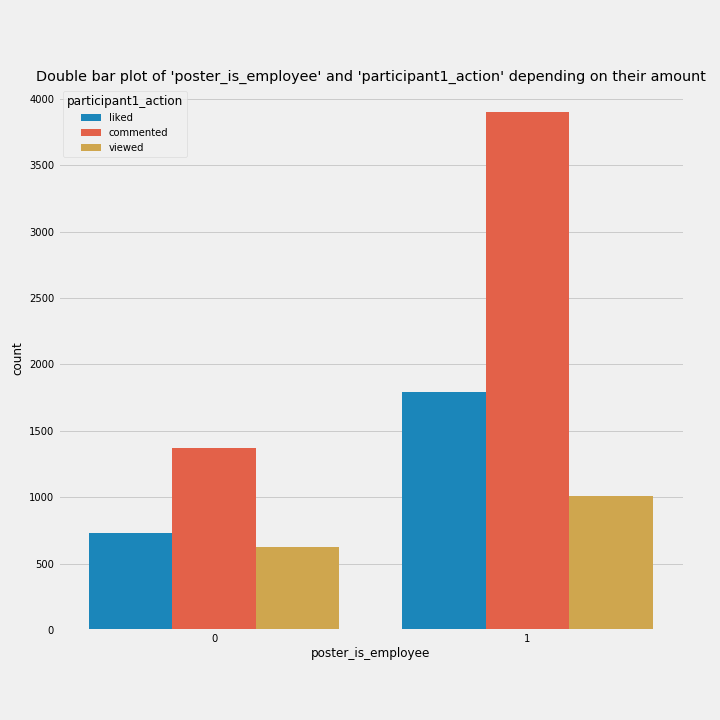 Double bar plot of 'poster_is_employee' and 'participant1_action' depending on their amount
participant1_action
liked
commented
viewed
4000
3500
3000
2500
2000
1500
1000
500
0
count
0 1
poster_is_employee